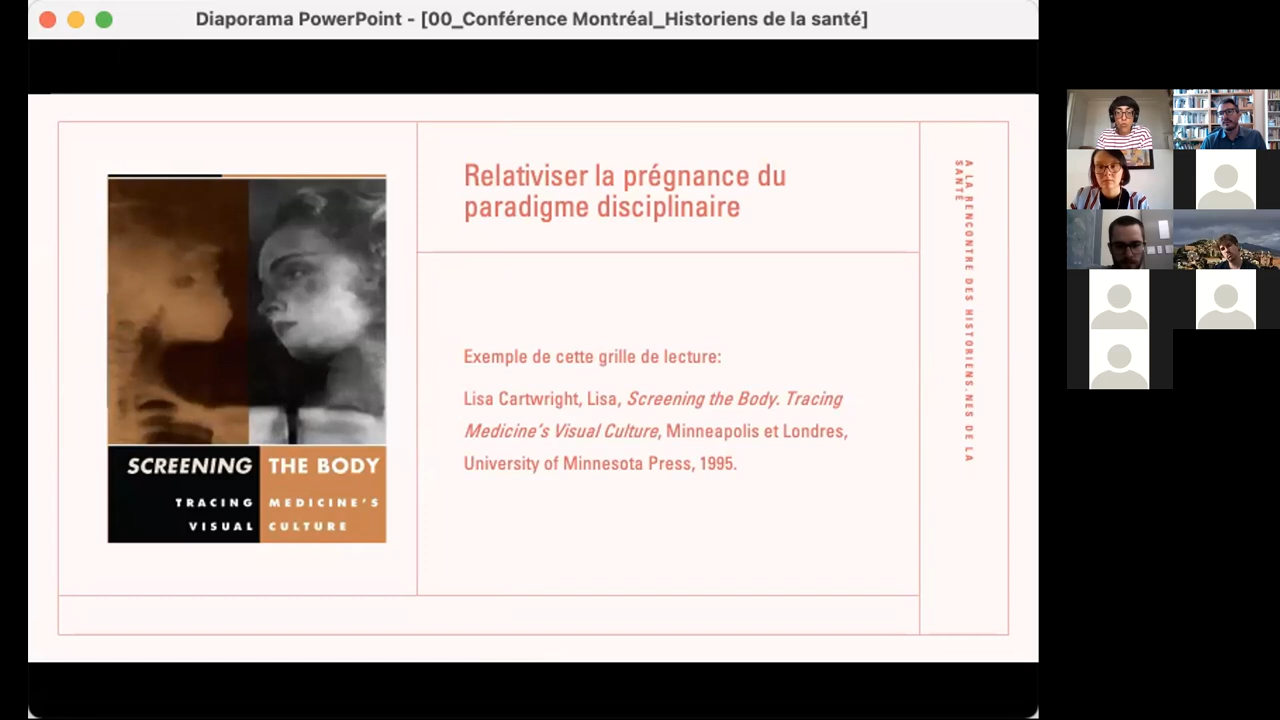 Diaporama PowerPoint - [00_Conférence Montréal_Historiens de la santé]
Relativiser la prégnance du
paradigme disciplinaire
Exemple de cette grille de lecture:
Lisa Cartwright, Lisa, Screening the Body. Tracing
Medicine's Visual Culture, Minneapolis et Londres,
University of Minnesota Press, 1995.
SCREENING THE BODY
TRACING MEDICINE'S
VISUAL CULTURE
A LA RENCONTRE DES HISTORIENS.NES DE LA
SANTÉ